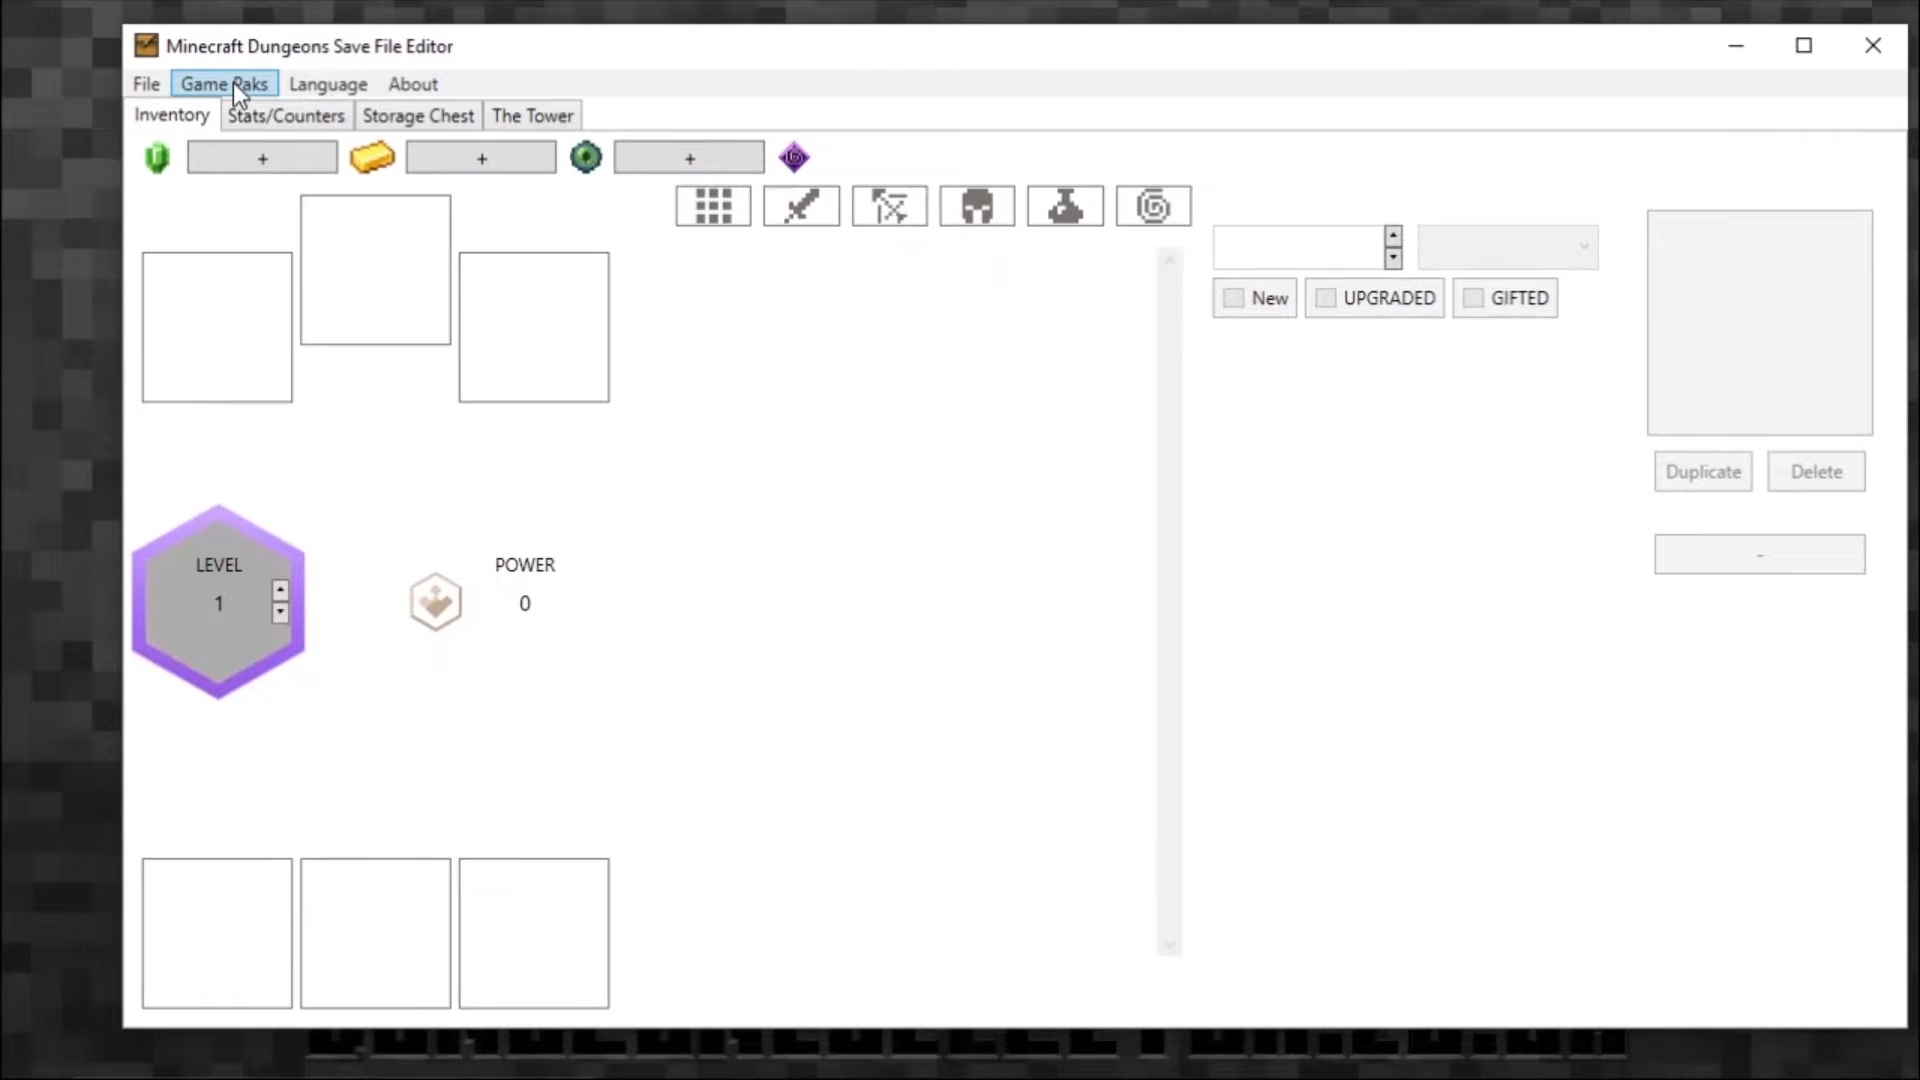 Minecraft Dungeons Save File Editor
File Game Paks Language About
Inventory Stats/Counters Storage Chest The Tower
+ + +
New UPGRADED GIFTED
Duplicate Delete
-
LEVEL POWER
1 0